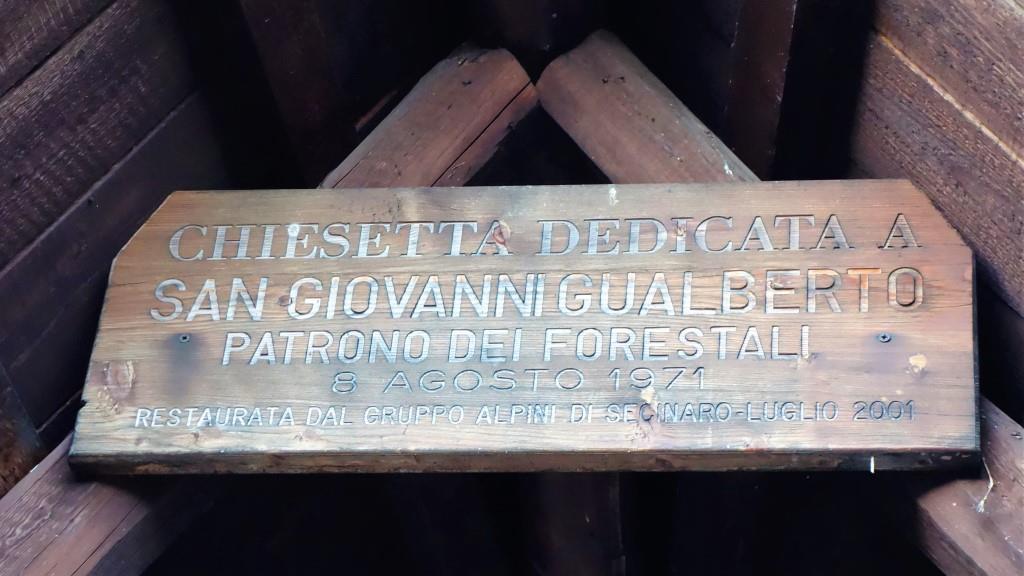 CHIESETTA DEDICATA A
SAN GIOVANNI GUALBERTO
PATRONO DEI FORESTALI
8 AGOSTO 1971
RESTAURATA DAL GRUPPO ALPINI DI SECINARO-LUGLIO 2001